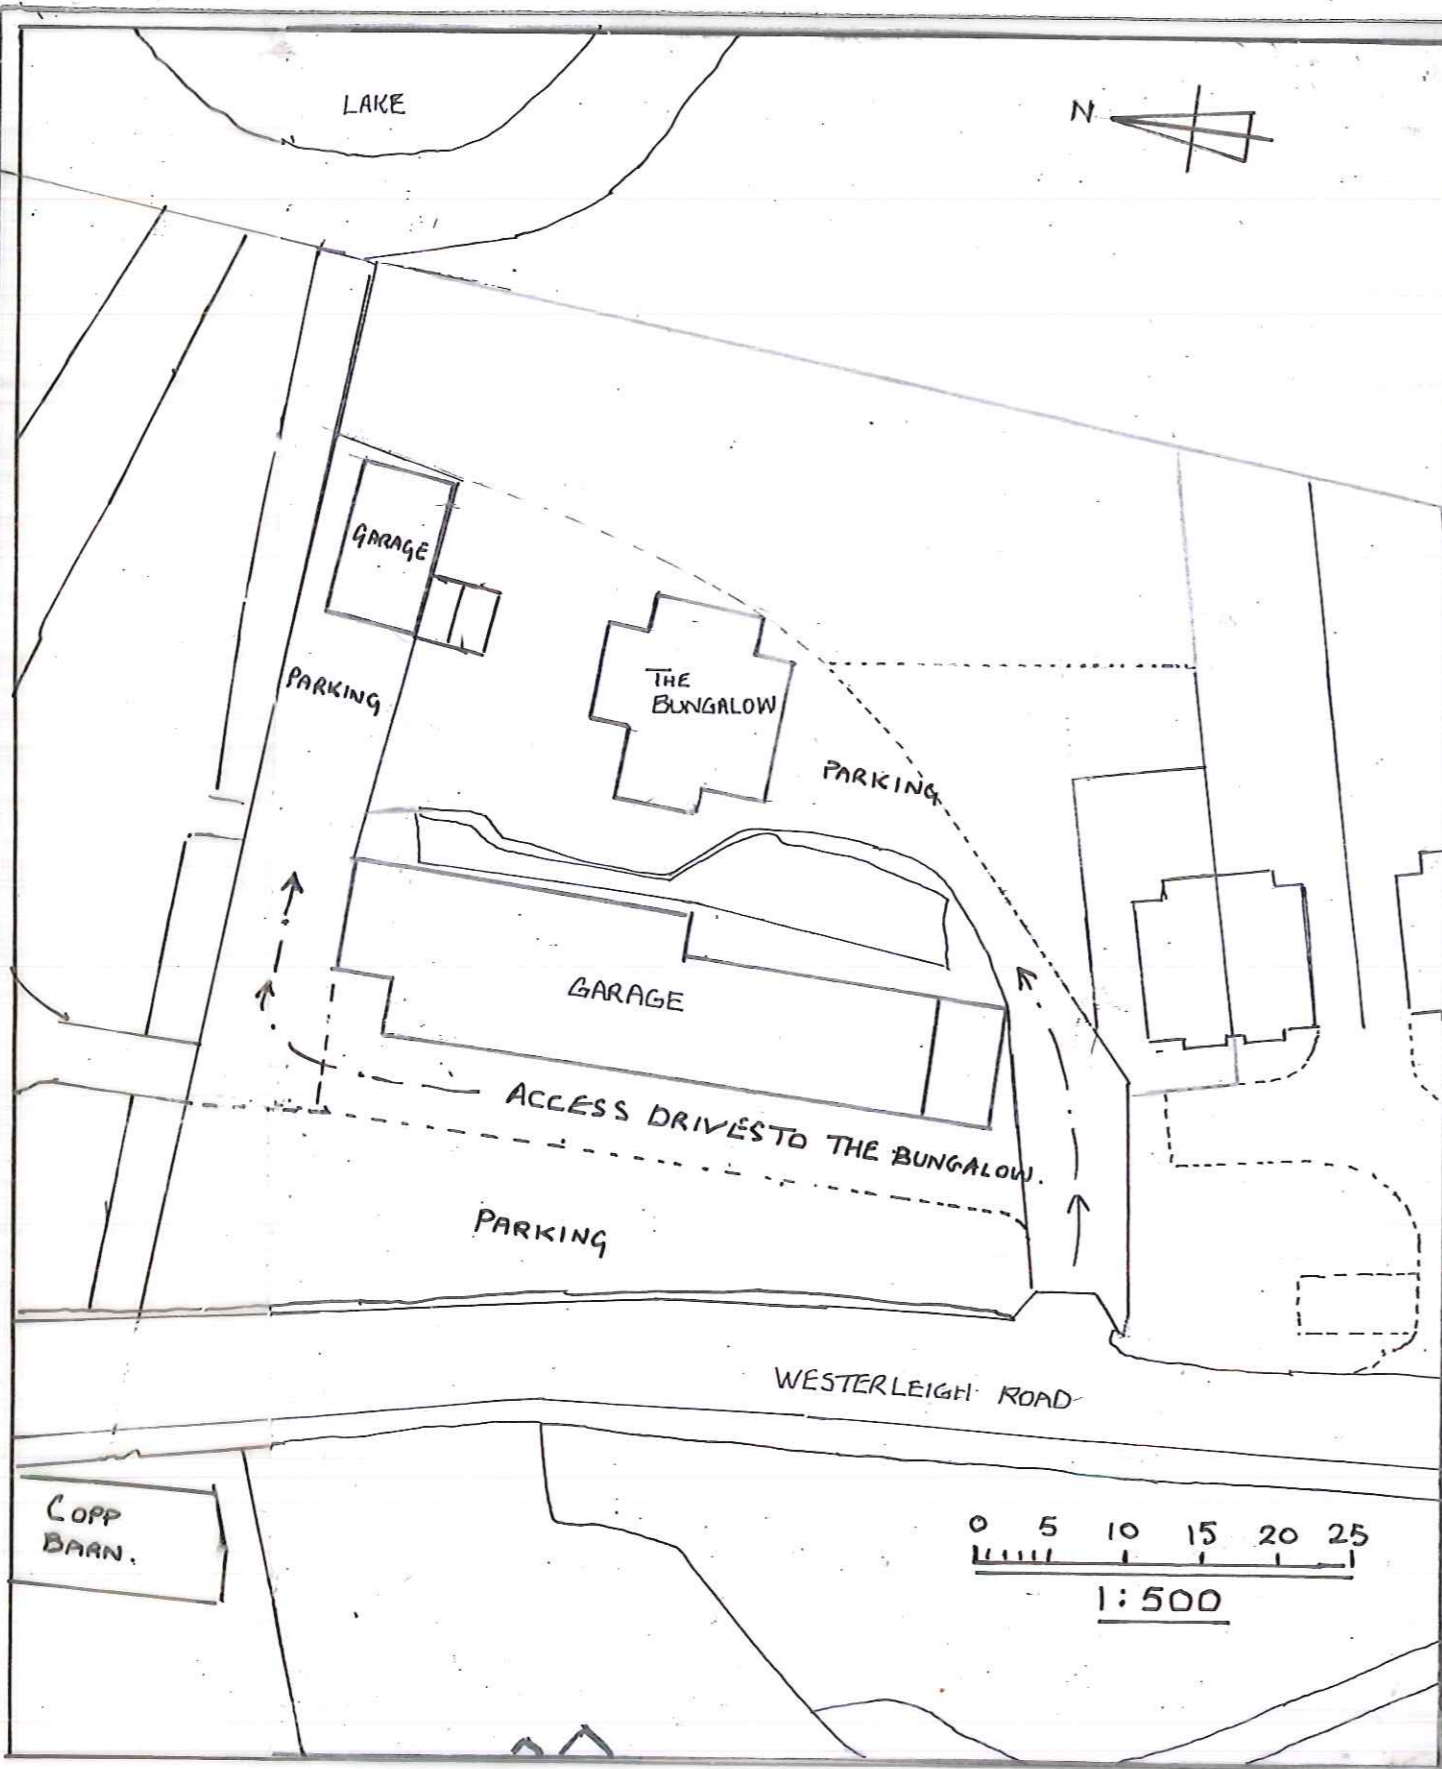 LAKE
N
GARAGE
PARKING
THE
BUNGALOW
PARKING
GARAGE
ACCESS DRIVES TO THE BUNGALOW.
PARKING
WESTERLEIGH ROAD
COPP
BARN.
0 5 10 15 20 25
1:500